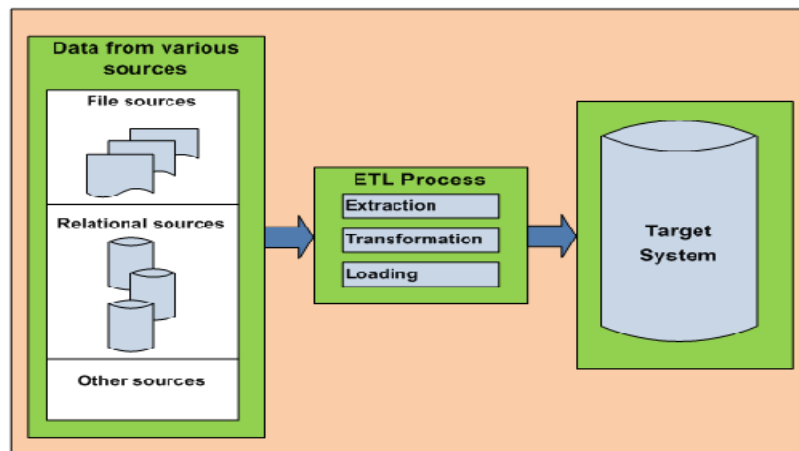 Data from various
sources
File sources
Relational sources
Other sources
ETL Process
Extraction
Transformation
Loading
Target
System